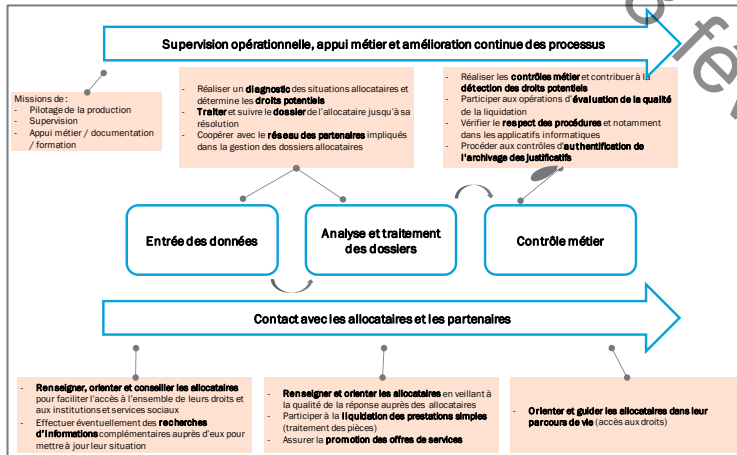 Supervision opérationnelle, appui métier et amélioration continue des processus
Missions de :
- Pilotage de la production
- Supervision
- Appui métier / documentation
/ formation
- Réaliser un diagnostic des situations allocataires et
détermine les droits potentiels
- Traiter et suivre le dossier de l'allocataire jusqu'à sa
résolution
- Coopérer avec le réseau des partenaires impliqués
dans la gestion des dossiers allocataires
- Réaliser les contrôles métier et contribuer à la
détection des droits potentiels
- Participer aux opérations d'évaluation de la qualité
de la liquidation
- Vérifier le respect des procédures et notamment
dans les applicatifs informatiques
- Procéder aux contrôles d'authentification de
l'archivage des justificatifs
Entrée des données
Analyse et traitement
des dossiers
Contrôle métier
Contact avec les allocataires et les partenaires
- Renseigner, orienter et conseiller les allocataires
pour faciliter l'accès à l'ensemble de leurs droits et
aux institutions et services sociaux
- Effectuer éventuellement des recherches
d'informations complémentaires auprès d'eux pour
mettre à jour leur situation
- Renseigner et orienter les allocataires en veillant à
la qualité de la réponse auprès des allocataires
- Participer à la liquidation des prestations simples
(traitement des pièces)
- Assurer la promotion des offres de services
- Orienter et guider les allocataires dans leur
parcours de vie (accès aux droits)